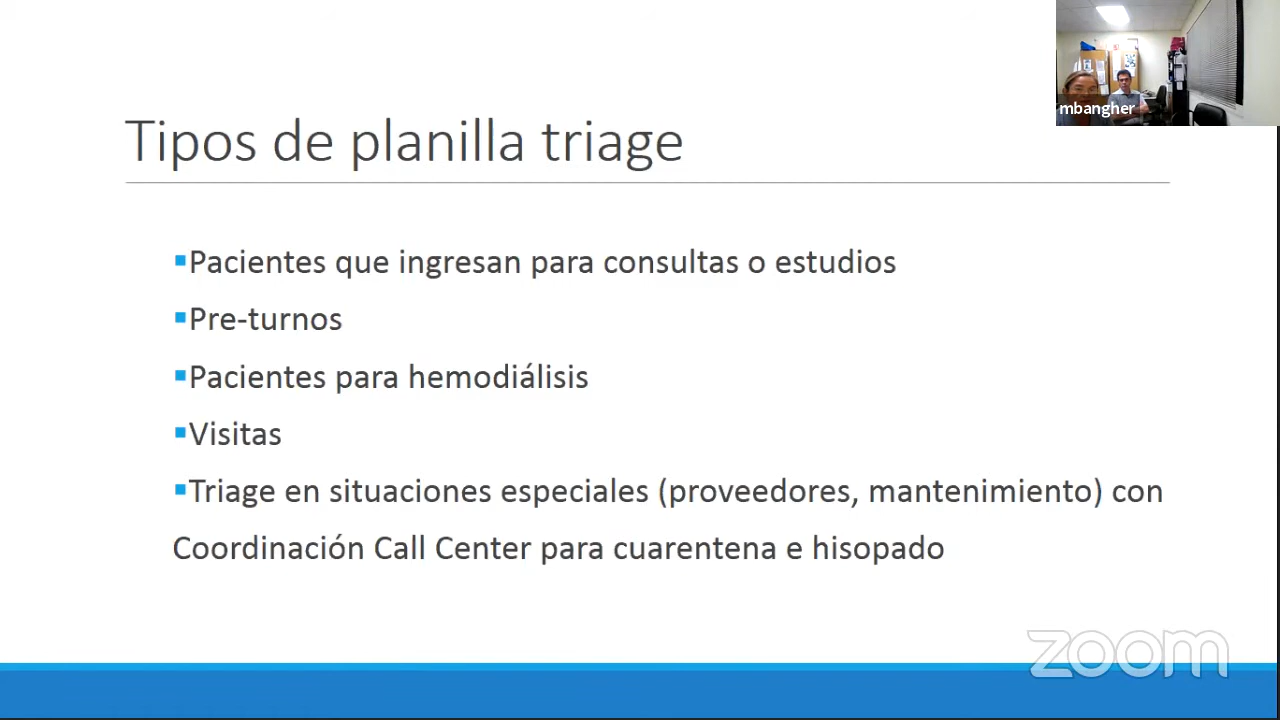 mbangher
Tipos de planilla triage
▪Pacientes que ingresan para consultas o estudios
▪Pre-turnos
▪Pacientes para hemodiálisis
▪Visitas
▪Triage en situaciones especiales (proveedores, mantenimiento) con
Coordinación Call Center para cuarentena e hisopado
zoom